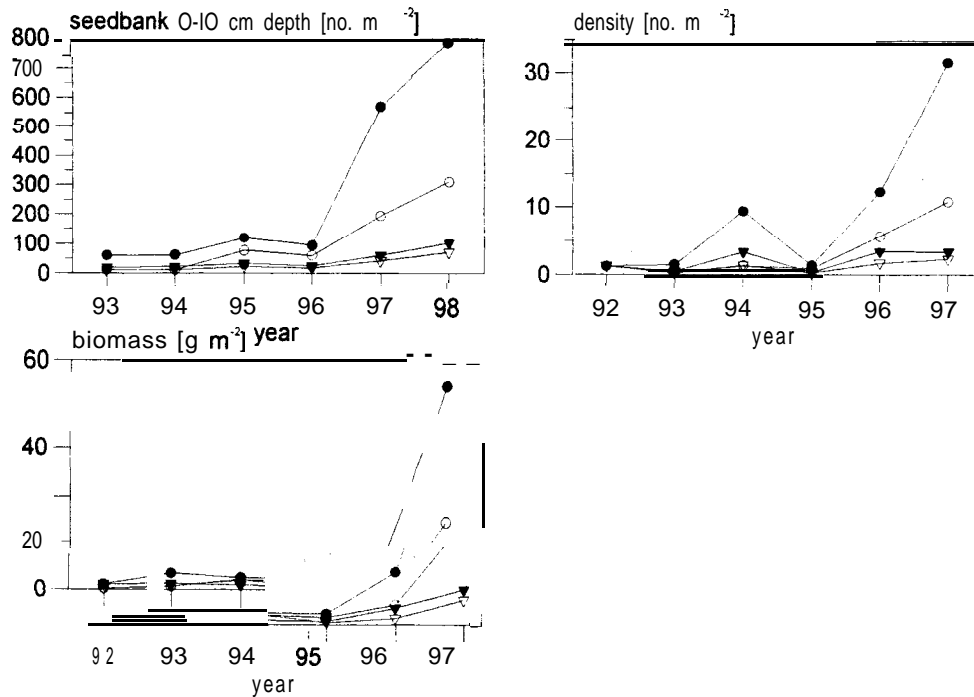 seedbank O-IO cm depth [no. m -2]
800
700
600
500
400
300
200
100
0
93 94 95 96 97 98
year
density [no. m -2]
30
20
10
0
92 93 94 95 96 97
year
biomass [g m-2]
60
40
20
0
92 93 94 95 96 97
year